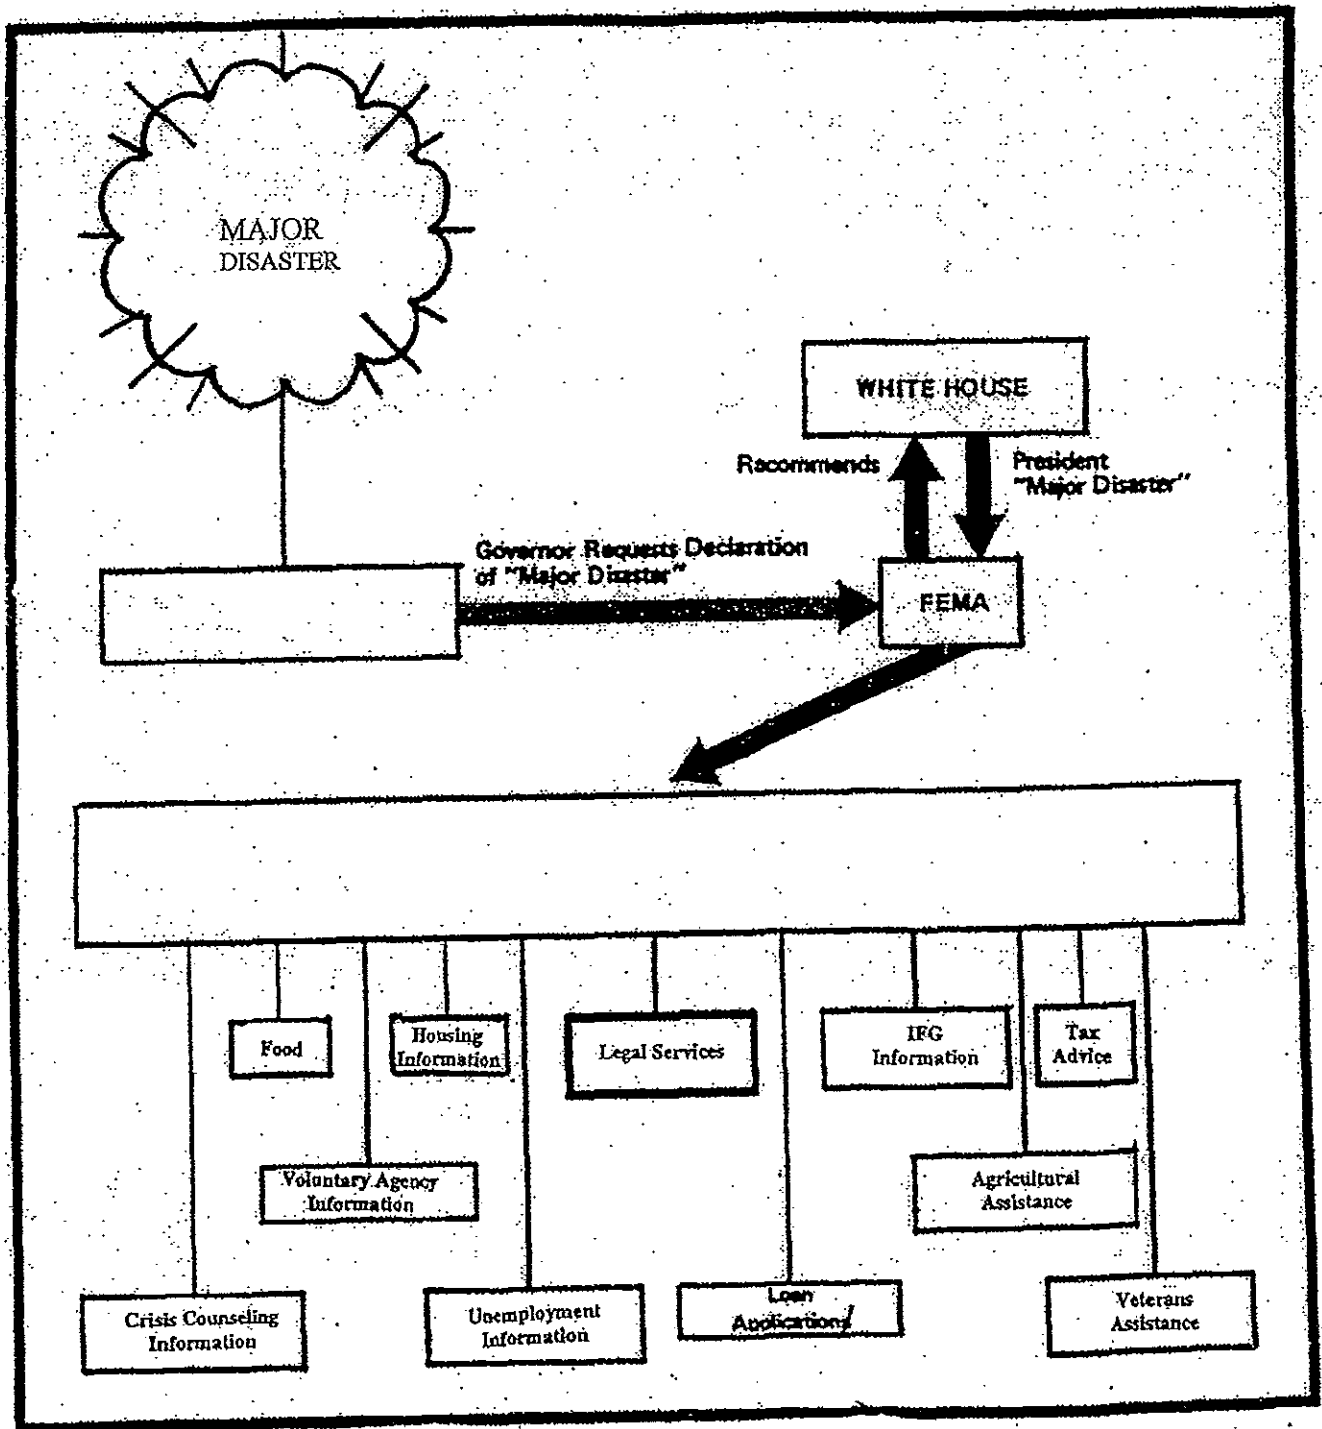 MAJOR
DISASTER
WHITE HOUSE
Recommends
President
"Major Disaster"
Governor Requests Declaration
of "Major Disaster"
FEMA
Food
Housing
Information
Legal Services
IFG
Information
Tax
Advice
Voluntary Agency
Information
Agricultural
Assistance
Crisis Counseling
Information
Unemployment
Information
Loan
Applications/
Veterans
Assistance